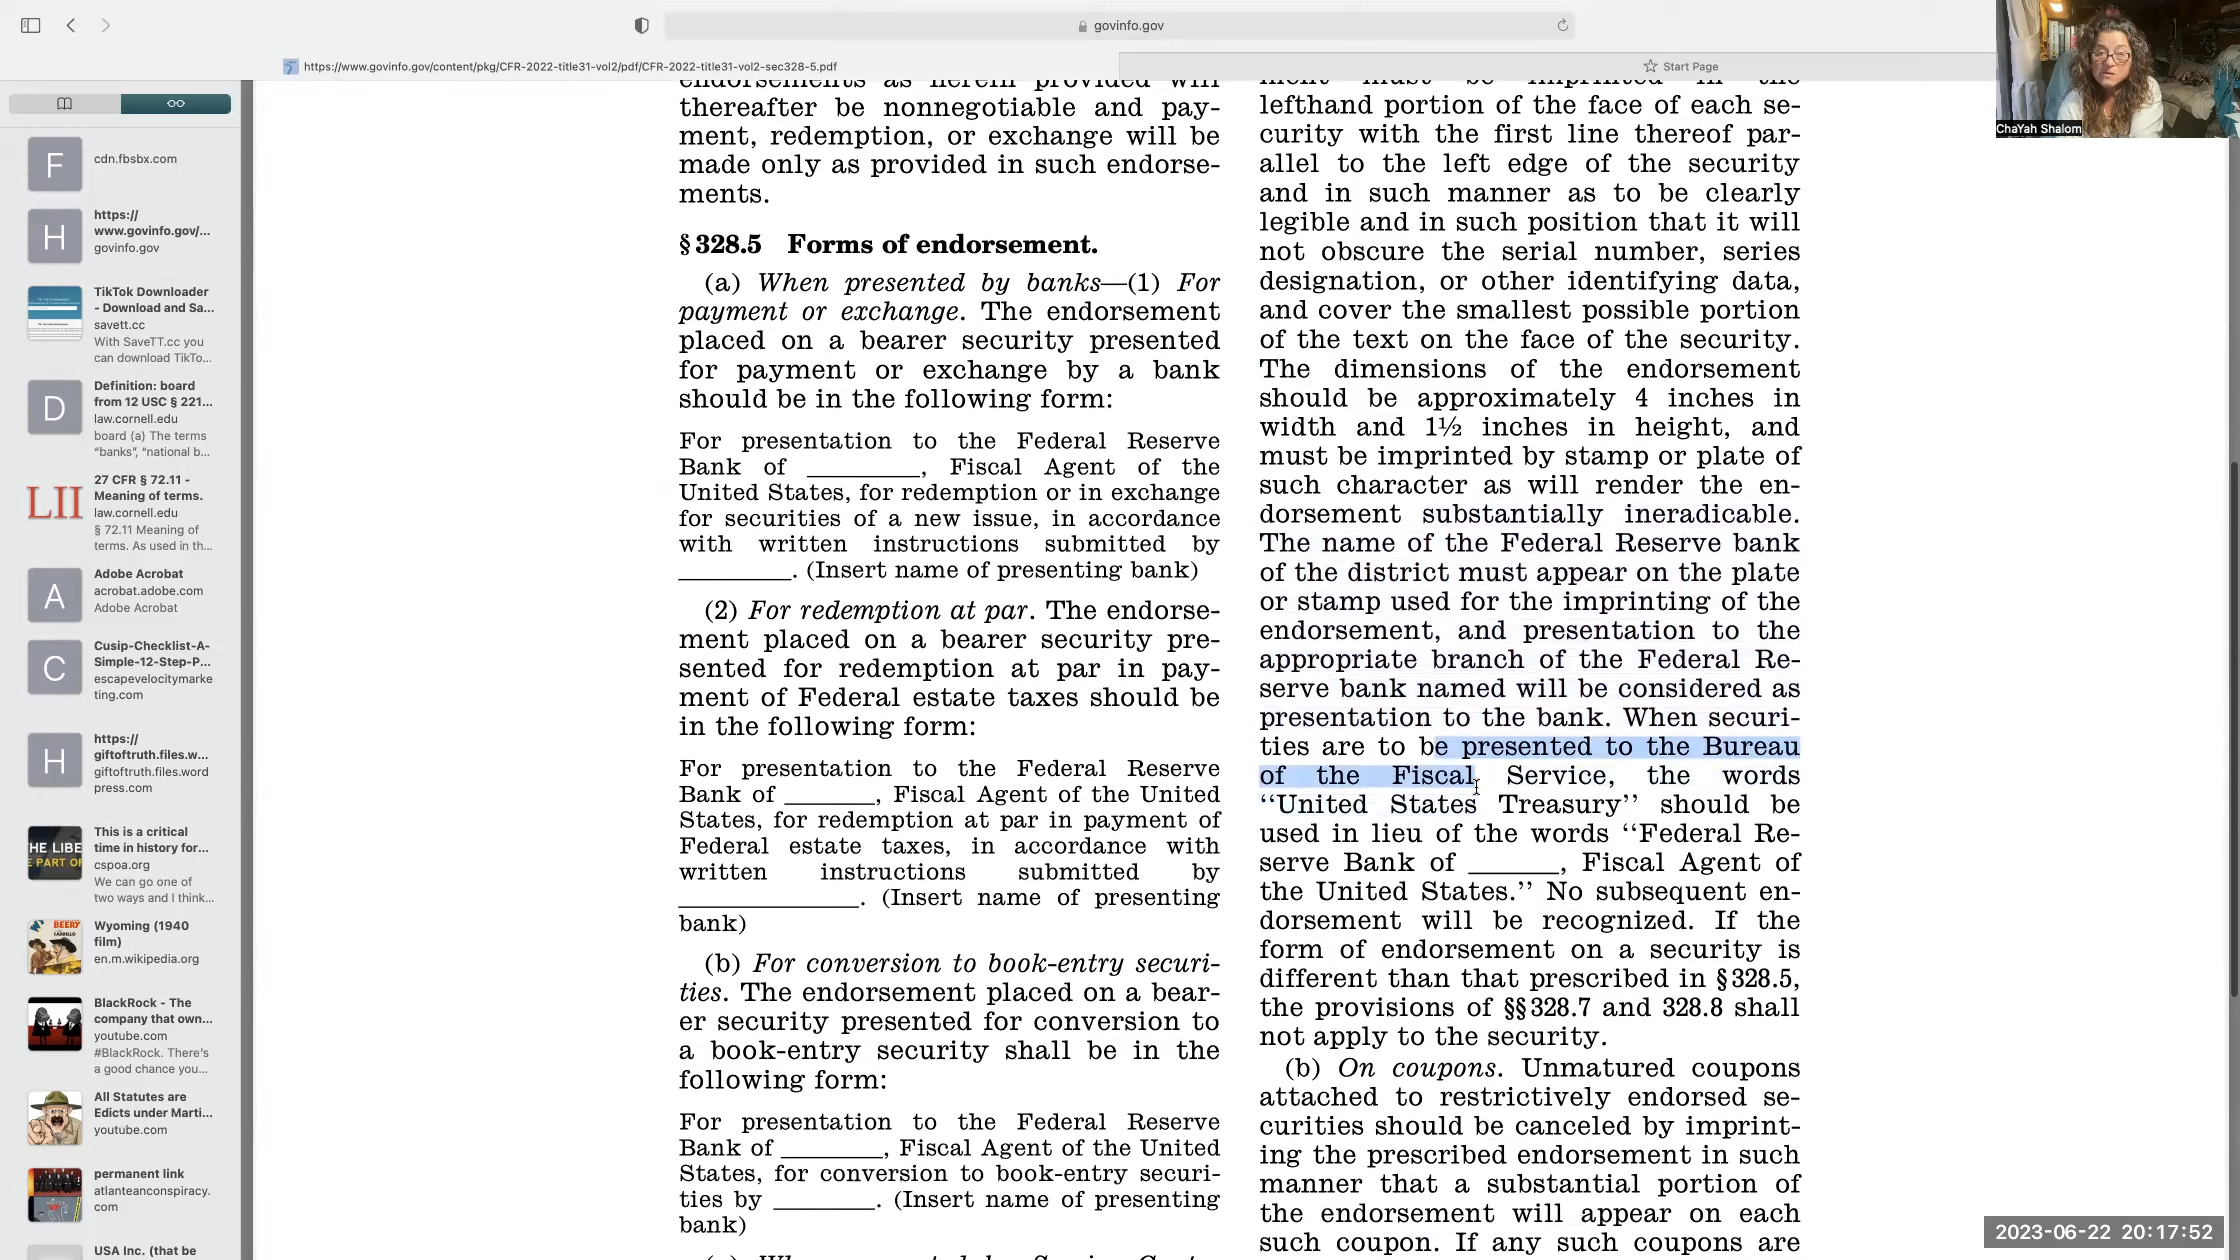 govinfo.gov
https://www.govinfo.gov/content/pkg/CFR-2022-title31-vol2/pdf/CFR-2022-title31-vol2-sec328-5.pdf
Start Page
ChaYah Shalom
F
cdn.fbsbx.com
H
https://
www.govinfo.gov/...
govinfo.gov
TikTok Downloader
- Download and Sa...
savett.cc
With SaveTT.cc you
can download TikTo...
D
Definition: board
from 12 USC § 221...
law.cornell.edu
board (a) The terms
“banks”, “national b...
LII
27 CFR § 72.11 -
Meaning of terms.
law.cornell.edu
§ 72.11 Meaning of
terms. As used in th...
A
Adobe Acrobat
acrobat.adobe.com
Adobe Acrobat
C
Cusip-Checklist-A-
Simple-12-Step-P...
escapevelocitymarke
ting.com
H
https://
giftoftruth.files.w...
giftoftruth.files.word
press.com
HE LIBE
E PART OF
This is a critical
time in history for...
cspoa.org
We can go one of
two ways and I think...
BEERY
Wyoming (1940
film)
en.m.wikipedia.org
BlackRock - The
company that own...
youtube.com
#BlackRock. There's
a good chance you...
All Statutes are
Edicts under Marti...
youtube.com
permanent link
atlanteanconspiracy.
com
USA Inc. (that be
endorsements as herein provided will
thereafter be nonnegotiable and pay-
ment, redemption, or exchange will be
made only as provided in such endorse-
ments.
§ 328.5 Forms of endorsement.
(a) When presented by banks—(1) For
payment or exchange. The endorsement
placed on a bearer security presented
for payment or exchange by a bank
should be in the following form:
For presentation to the Federal Reserve
Bank of ________, Fiscal Agent of the
United States, for redemption or in exchange
for securities of a new issue, in accordance
with written instructions submitted by
________. (Insert name of presenting bank)
(2) For redemption at par. The endorse-
ment placed on a bearer security pre-
sented for redemption at par in pay-
ment of Federal estate taxes should be
in the following form:
For presentation to the Federal Reserve
Bank of ______, Fiscal Agent of the United
States, for redemption at par in payment of
Federal estate taxes, in accordance with
written instructions submitted by
____________. (Insert name of presenting
bank)
(b) For conversion to book-entry securi-
ties. The endorsement placed on a bear-
er security presented for conversion to
a book-entry security shall be in the
following form:
For presentation to the Federal Reserve
Bank of _______, Fiscal Agent of the United
States, for conversion to book-entry securi-
ties by _______. (Insert name of presenting
bank)
ment must be imprinted in the
lefthand portion of the face of each se-
curity with the first line thereof par-
allel to the left edge of the security
and in such manner as to be clearly
legible and in such position that it will
not obscure the serial number, series
designation, or other identifying data,
and cover the smallest possible portion
of the text on the face of the security.
The dimensions of the endorsement
should be approximately 4 inches in
width and 1½ inches in height, and
must be imprinted by stamp or plate of
such character as will render the en-
dorsement substantially ineradicable.
The name of the Federal Reserve bank
of the district must appear on the plate
or stamp used for the imprinting of the
endorsement, and presentation to the
appropriate branch of the Federal Re-
serve bank named will be considered as
presentation to the bank. When securi-
ties are to be presented to the Bureau
of the Fiscal Service, the words
‘‘United States Treasury’’ should be
used in lieu of the words ‘‘Federal Re-
serve Bank of ______, Fiscal Agent of
the United States.’’ No subsequent en-
dorsement will be recognized. If the
form of endorsement on a security is
different than that prescribed in § 328.5,
the provisions of §§ 328.7 and 328.8 shall
not apply to the security.
(b) On coupons. Unmatured coupons
attached to restrictively endorsed se-
curities should be canceled by imprint-
ing the prescribed endorsement in such
manner that a substantial portion of
the endorsement will appear on each
such coupon. If any such coupons are
2023-06-22 20:17:52